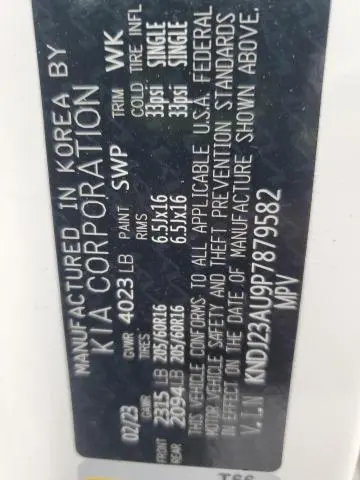 MANUFACTURED IN KOREA BY
KIA CORPORATION
02/23 GVWR 4023 LB PAINT SWP TRIM WK
GAWR TIRES RIMS COLD TIRE INFL
FRONT 2315 LB 205/60R16 6.5Jx16 33psi SINGLE
REAR 2094 LB 205/60R16 6.5Jx16 33psi SINGLE
THIS VEHICLE CONFORMS TO ALL APPLICABLE U.S.A. FEDERAL
MOTOR VEHICLE SAFETY AND THEFT PREVENTION STANDARDS
IN EFFECT ON THE DATE OF MANUFACTURE SHOWN ABOVE.
V.I.N KNDJ23AU9P7879582
MPV
T66